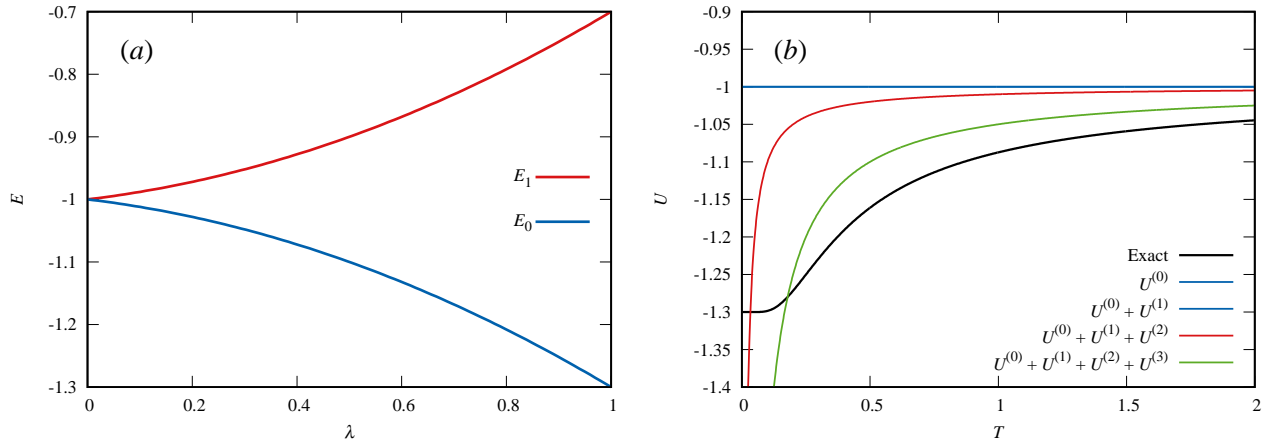 (a)
-0.7
-0.8
-0.9
-1
-1.1
-1.2
-1.3
E
0
0.2
0.4
0.6
0.8
1
λ
E₁
E₀
(b)
-0.9
-0.95
-1
-1.05
-1.1
-1.15
-1.2
-1.25
-1.3
-1.35
-1.4
U
0
0.5
1
1.5
2
T
Exact
U⁽⁰⁾
U⁽⁰⁾ + U⁽¹⁾
U⁽⁰⁾ + U⁽¹⁾ + U⁽²⁾
U⁽⁰⁾ + U⁽¹⁾ + U⁽²⁾ + U⁽³⁾